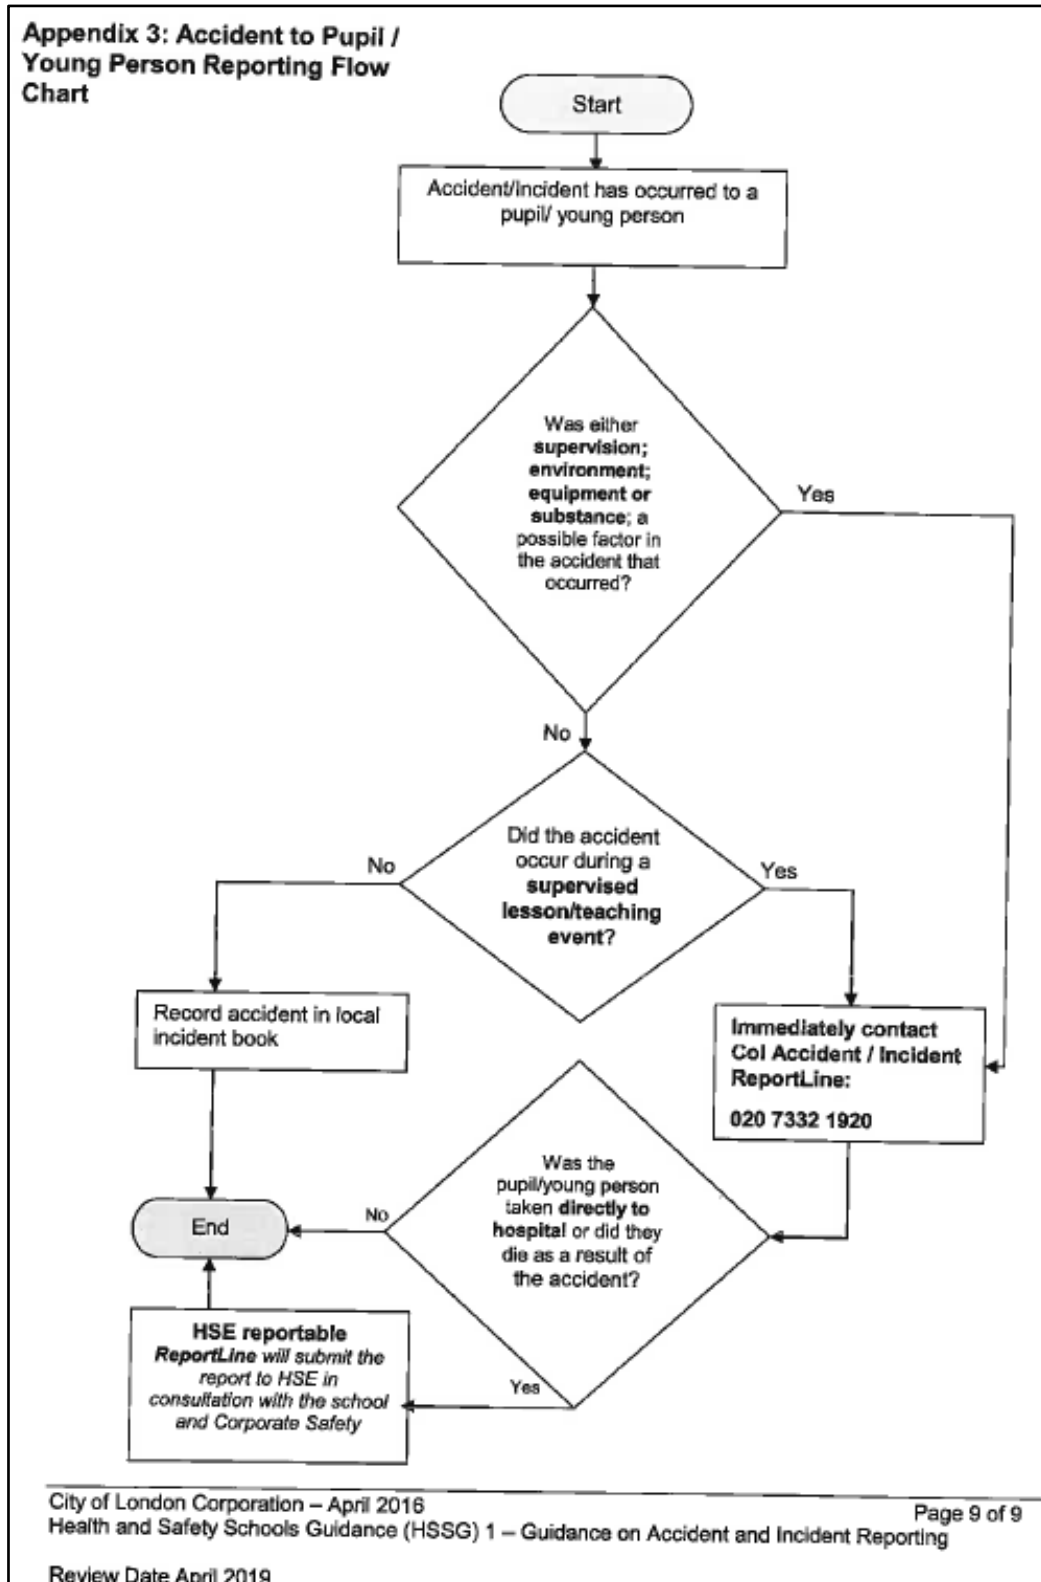 Appendix 3: Accident to Pupil /
Young Person Reporting Flow
Chart
Start
Accident/Incident has occurred to a
pupil/ young person
Was either
supervision;
environment;
equipment or
substance; a
possible factor in
the accident that
occurred?
Yes
No
Did the accident
occur during a
supervised
lesson/teaching
event?
No
Yes
Record accident in local
incident book
Immediately contact
Col Accident / Incident
ReportLine:
020 7332 1920
Was the
pupil/young person
taken directly to
hospital or did they
die as a result of
the accident?
No
End
HSE reportable
ReportLine will submit the
report to HSE in
consultation with the school
and Corporate Safety
Yes
City of London Corporation – April 2016
Page 9 of 9
Health and Safety Schools Guidance (HSSG) 1 – Guidance on Accident and Incident Reporting
Review Date April 2019